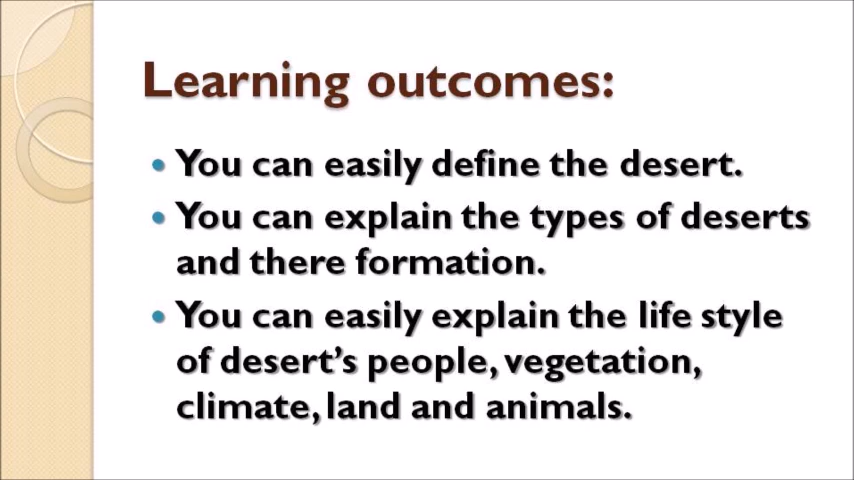 Learning outcomes:
• You can easily define the desert.
• You can explain the types of deserts
and there formation.
• You can easily explain the life style
of desert’s people, vegetation,
climate, land and animals.